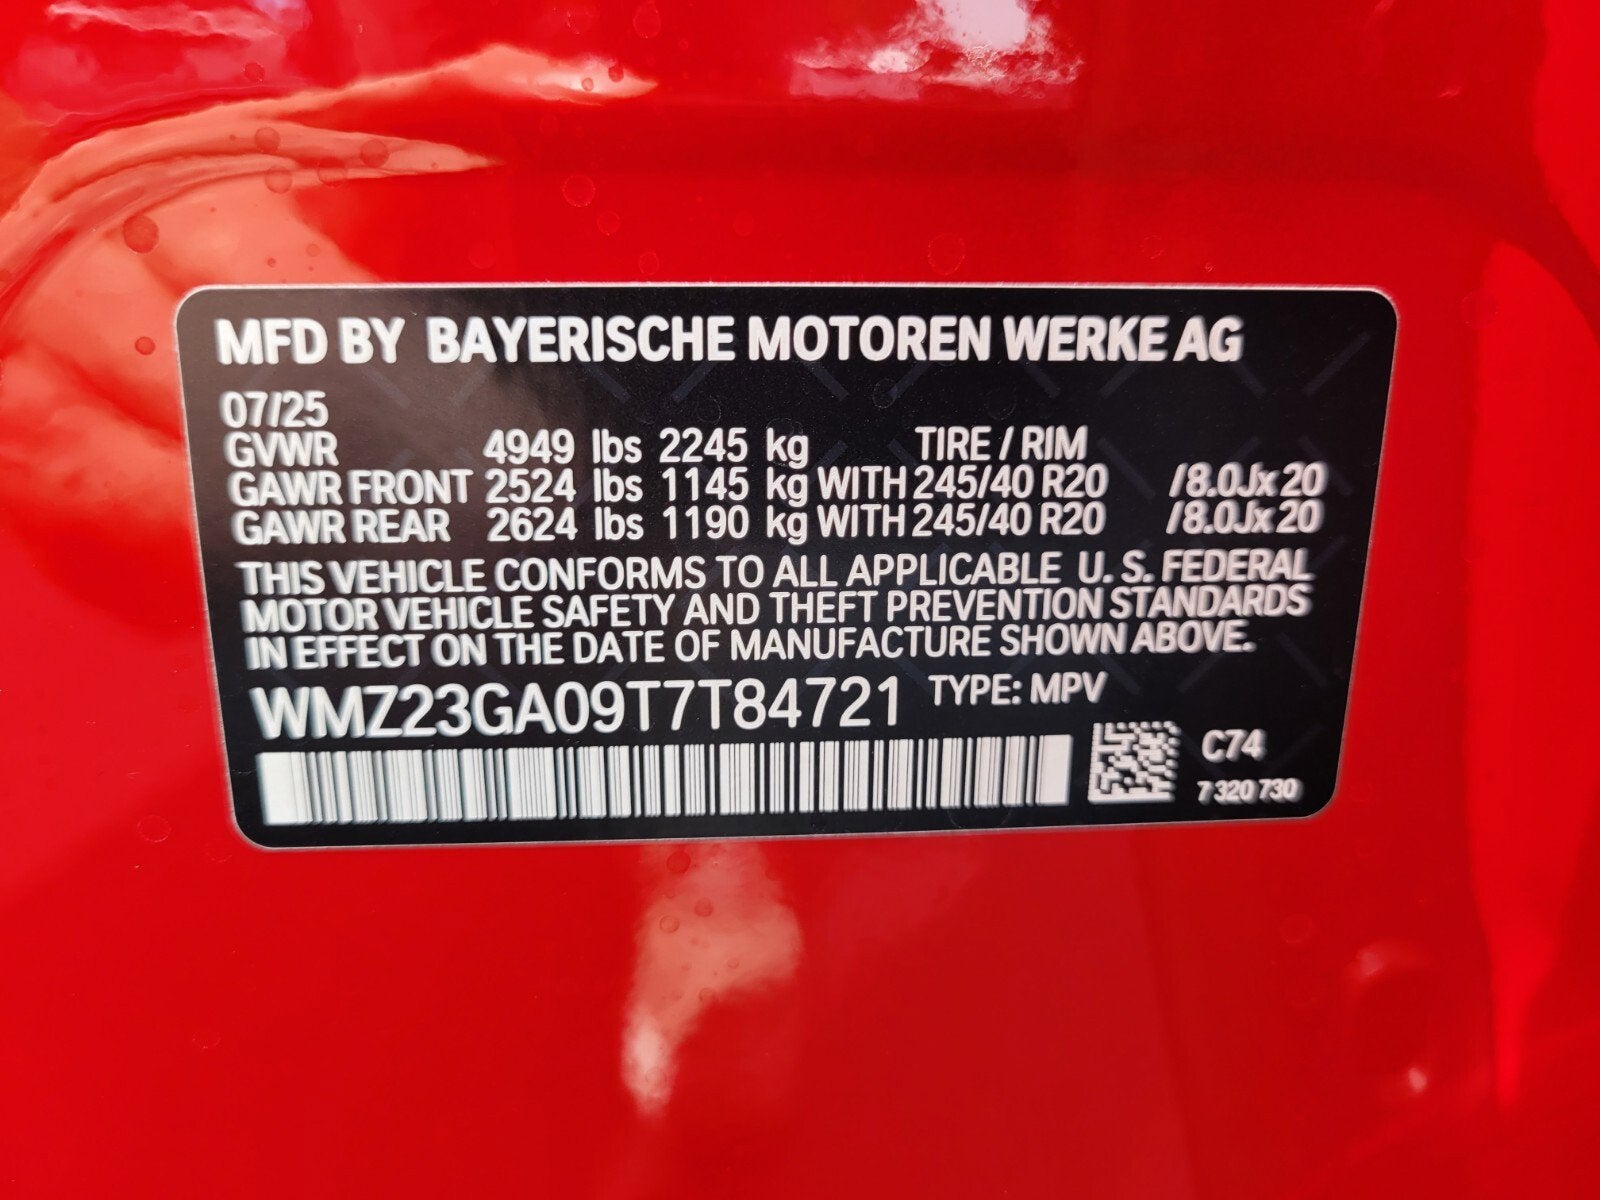 MFD BY BAYERISCHE MOTOREN WERKE AG
07/25
GVWR 4949 lbs 2245 kg TIRE / RIM
GAWR FRONT 2524 lbs 1145 kg WITH 245/40 R20 / 8.0Jx20
GAWR REAR 2624 lbs 1190 kg WITH 245/40 R20 / 8.0Jx20
THIS VEHICLE CONFORMS TO ALL APPLICABLE U. S. FEDERAL
MOTOR VEHICLE SAFETY AND THEFT PREVENTION STANDARDS
IN EFFECT ON THE DATE OF MANUFACTURE SHOWN ABOVE.
WMZ23GA09T7T84721 TYPE: MPV
C74
7 320 730